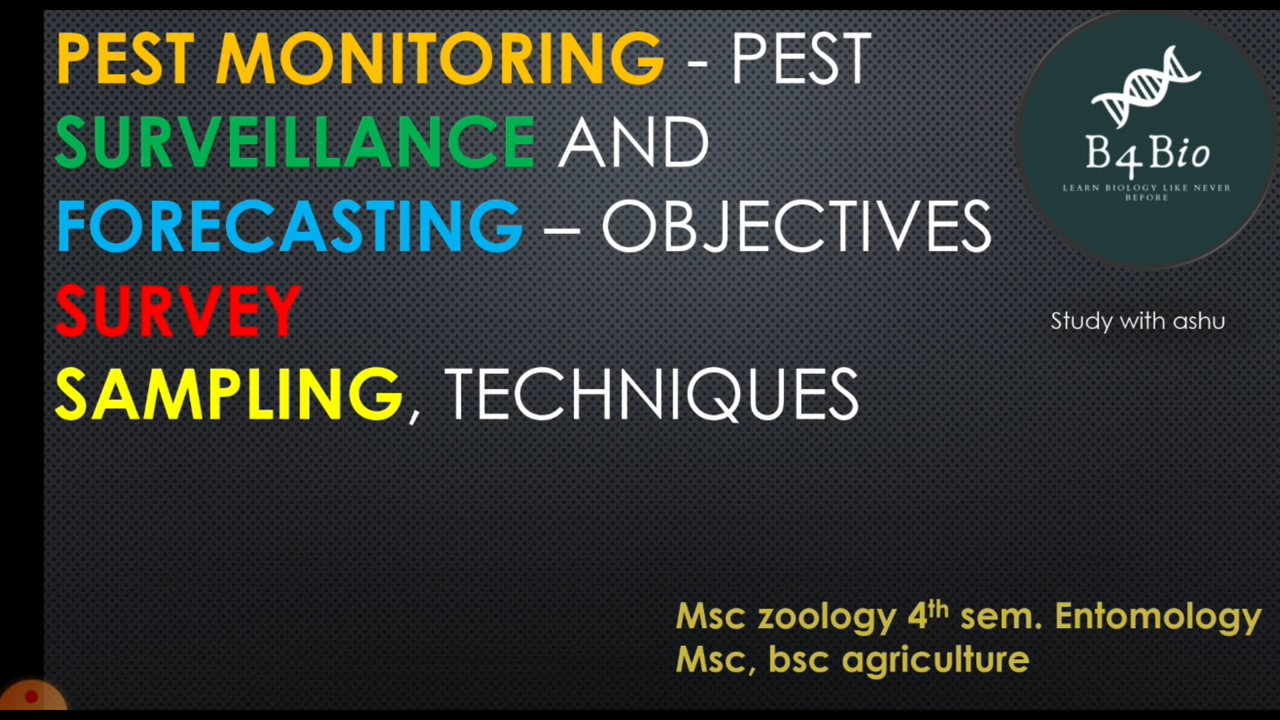 PEST MONITORING - PEST
SURVEILLANCE AND
FORECASTING – OBJECTIVES
SURVEY
SAMPLING, TECHNIQUES
B4Bio
LEARN BIOLOGY LIKE NEVER
BEFORE
Study with ashu
Msc zoology 4th sem. Entomology
Msc, bsc agriculture